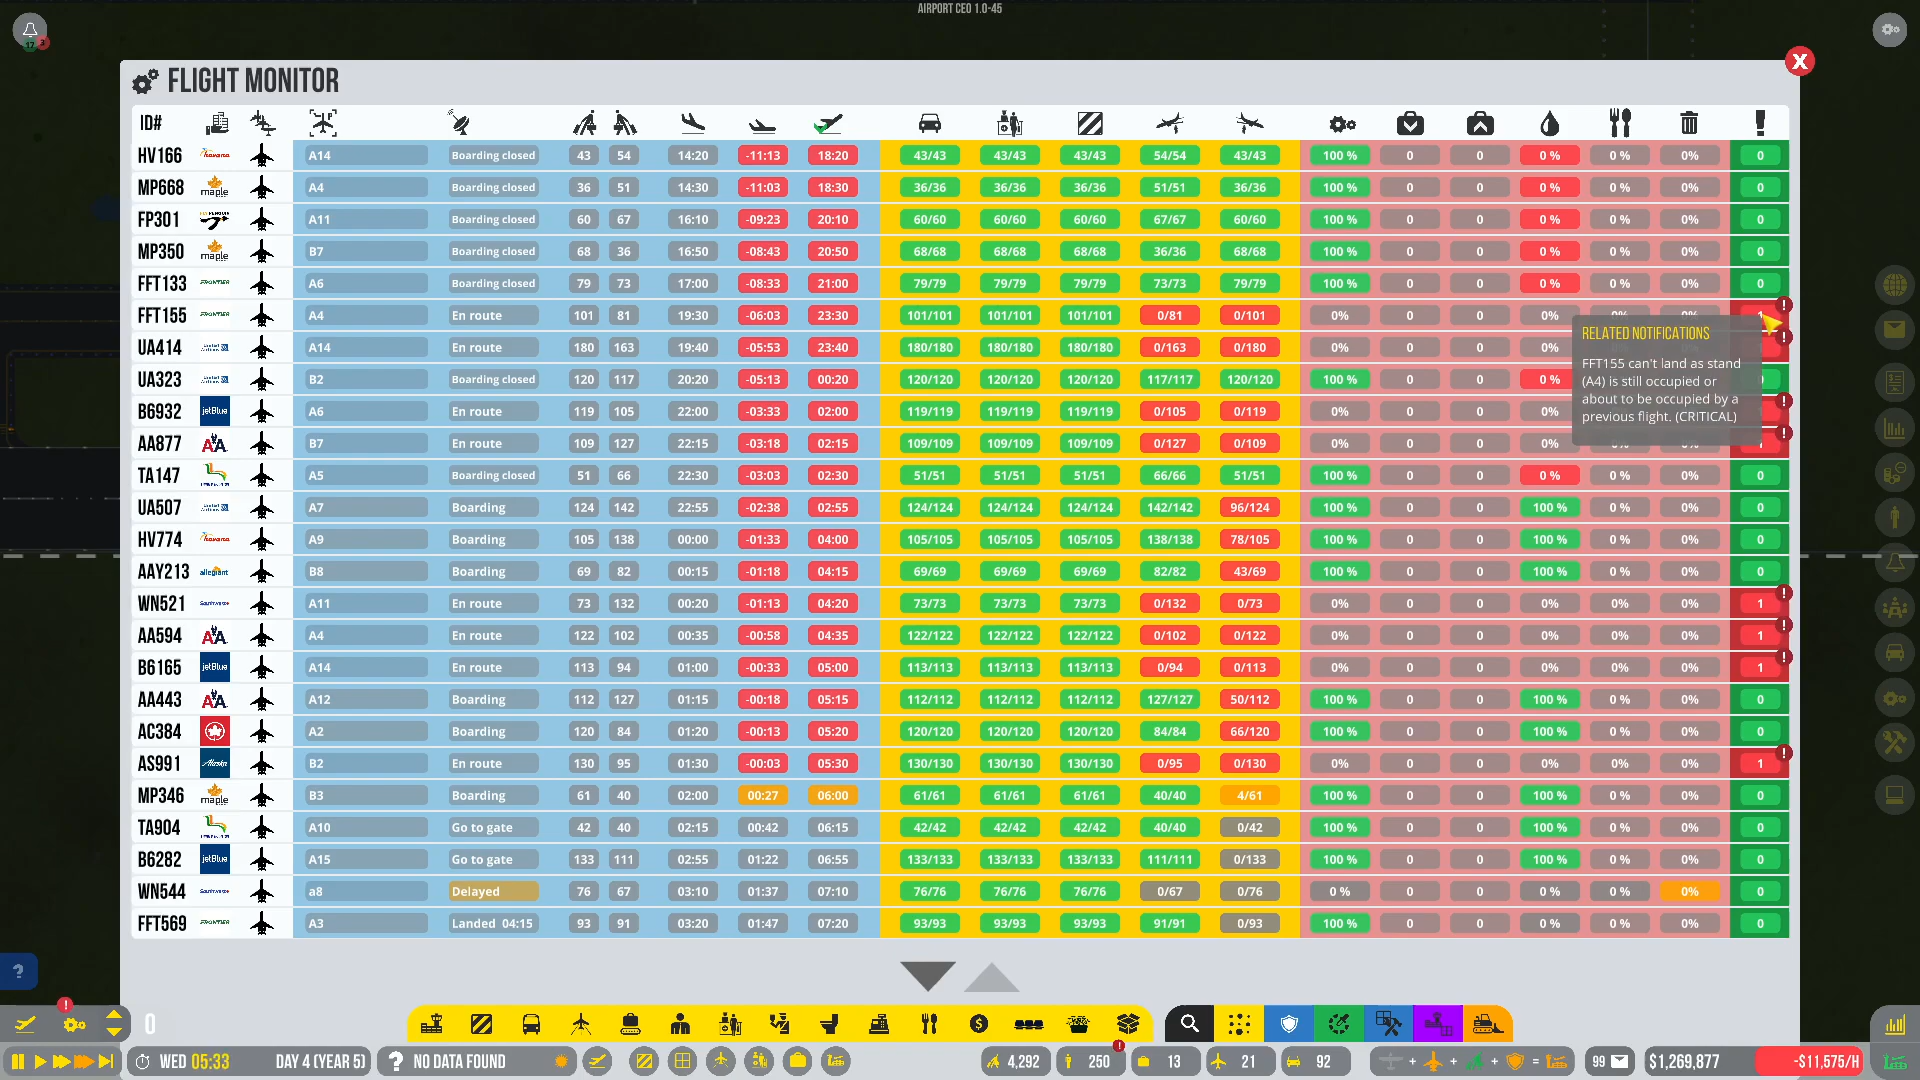 AIRPORT CEO 1.0-45
17 3
X
FLIGHT MONITOR
ID#
HV166 havana A14 Boarding closed 43 54 14:20 -11:13 18:20 43/43 43/43 43/43 54/54 43/43 100 % 0 0 0 % 0 % 0% 0
MP668 maple A4 Boarding closed 36 51 14:30 -11:03 18:30 36/36 36/36 36/36 51/51 36/36 100 % 0 0 0 % 0 % 0% 0
FP301 A11 Boarding closed 60 67 16:10 -09:23 20:10 60/60 60/60 60/60 67/67 60/60 100 % 0 0 0 % 0 % 0% 0
MP350 maple B7 Boarding closed 68 36 16:50 -08:43 20:50 68/68 68/68 68/68 36/36 68/68 100 % 0 0 0 % 0 % 0% 0
FFT133 FRONTIER A6 Boarding closed 79 73 17:00 -08:33 21:00 79/79 79/79 79/79 73/73 79/79 100 % 0 0 0 % 0 % 0% 0
FFT155 FRONTIER A4 En route 101 81 19:30 -06:03 23:30 101/101 101/101 101/101 0/81 0/101 0% 0 0 0%
UA414 A14 En route 180 163 19:40 -05:53 23:40 180/180 180/180 180/180 0/163 0/180 0% 0 0 0%
UA323 B2 Boarding closed 120 117 20:20 -05:13 00:20 120/120 120/120 120/120 117/117 120/120 100 % 0 0 0 %
B6932 jetBlue A6 En route 119 105 22:00 -03:33 02:00 119/119 119/119 119/119 0/105 0/119 0% 0 0 0%
AA877 AA B7 En route 109 127 22:15 -03:18 02:15 109/109 109/109 109/109 0/127 0/109 0% 0 0 0%
RELATED NOTIFICATIONS
FFT155 can't land as stand
(A4) is still occupied or
about to be occupied by a
previous flight. (CRITICAL)
TA147 A5 Boarding closed 51 66 22:30 -03:03 02:30 51/51 51/51 51/51 66/66 51/51 100 % 0 0 0 % 0 % 0% 0
UA507 A7 Boarding 124 142 22:55 -02:38 02:55 124/124 124/124 124/124 142/142 96/124 100 % 0 0 100 % 0 % 0% 0
HV774 havana A9 Boarding 105 138 00:00 -01:33 04:00 105/105 105/105 105/105 138/138 78/105 100 % 0 0 100 % 0 % 0% 0
AAY213 allegiant B8 Boarding 69 82 00:15 -01:18 04:15 69/69 69/69 69/69 82/82 43/69 100 % 0 0 100 % 0 % 0% 0
WN521 Southwest A11 En route 73 132 00:20 -01:13 04:20 73/73 73/73 73/73 0/132 0/73 0% 0 0 0% 0% 0% 1
AA594 AA A4 En route 122 102 00:35 -00:58 04:35 122/122 122/122 122/122 0/102 0/122 0% 0 0 0% 0% 0% 1
B6165 jetBlue A14 En route 113 94 01:00 -00:33 05:00 113/113 113/113 113/113 0/94 0/113 0% 0 0 0% 0% 0% 1
AA443 AA A12 Boarding 112 127 01:15 -00:18 05:15 112/112 112/112 112/112 127/127 50/112 100 % 0 0 100 % 0 % 0% 0
AC384 A2 Boarding 120 84 01:20 -00:13 05:20 120/120 120/120 120/120 84/84 66/120 100 % 0 0 100 % 0 % 0% 0
AS991 Alaska B2 En route 130 95 01:30 -00:03 05:30 130/130 130/130 130/130 0/95 0/130 0% 0 0 0% 0% 0% 1
MP346 maple B3 Boarding 61 40 02:00 00:27 06:00 61/61 61/61 61/61 40/40 4/61 100 % 0 0 100 % 0 % 0% 0
TA904 A10 Go to gate 42 40 02:15 00:42 06:15 42/42 42/42 42/42 40/40 0/42 100 % 0 0 100 % 0 % 0% 0
B6282 jetBlue A15 Go to gate 133 111 02:55 01:22 06:55 133/133 133/133 133/133 111/111 0/133 100 % 0 0 100 % 0 % 0% 0
WN544 Southwest a8 Delayed 76 67 03:10 01:37 07:10 76/76 76/76 76/76 0/67 0/76 0 % 0 0 0 % 0 % 0% 0
FFT569 FRONTIER A3 Landed 04:15 93 91 03:20 01:47 07:20 93/93 93/93 93/93 91/91 0/93 100 % 0 0 0 % 0 % 0% 0
?
0
WED 05:33 DAY 4 (YEAR 5) ? NO DATA FOUND 4,292 250 13 21 92 + + + = 99 $1,269,877 -$11,575/H